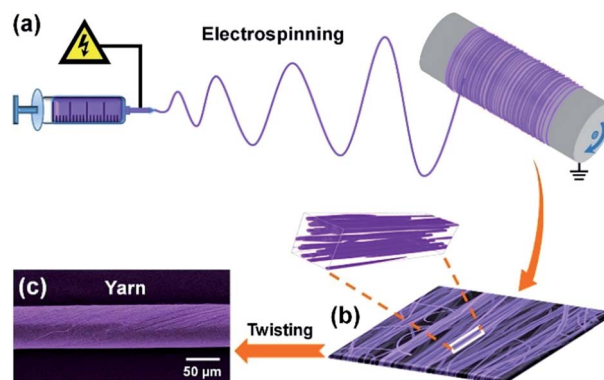 (a)
Electrospinning
(b)
(c)
Yarn
Twisting
50 μm